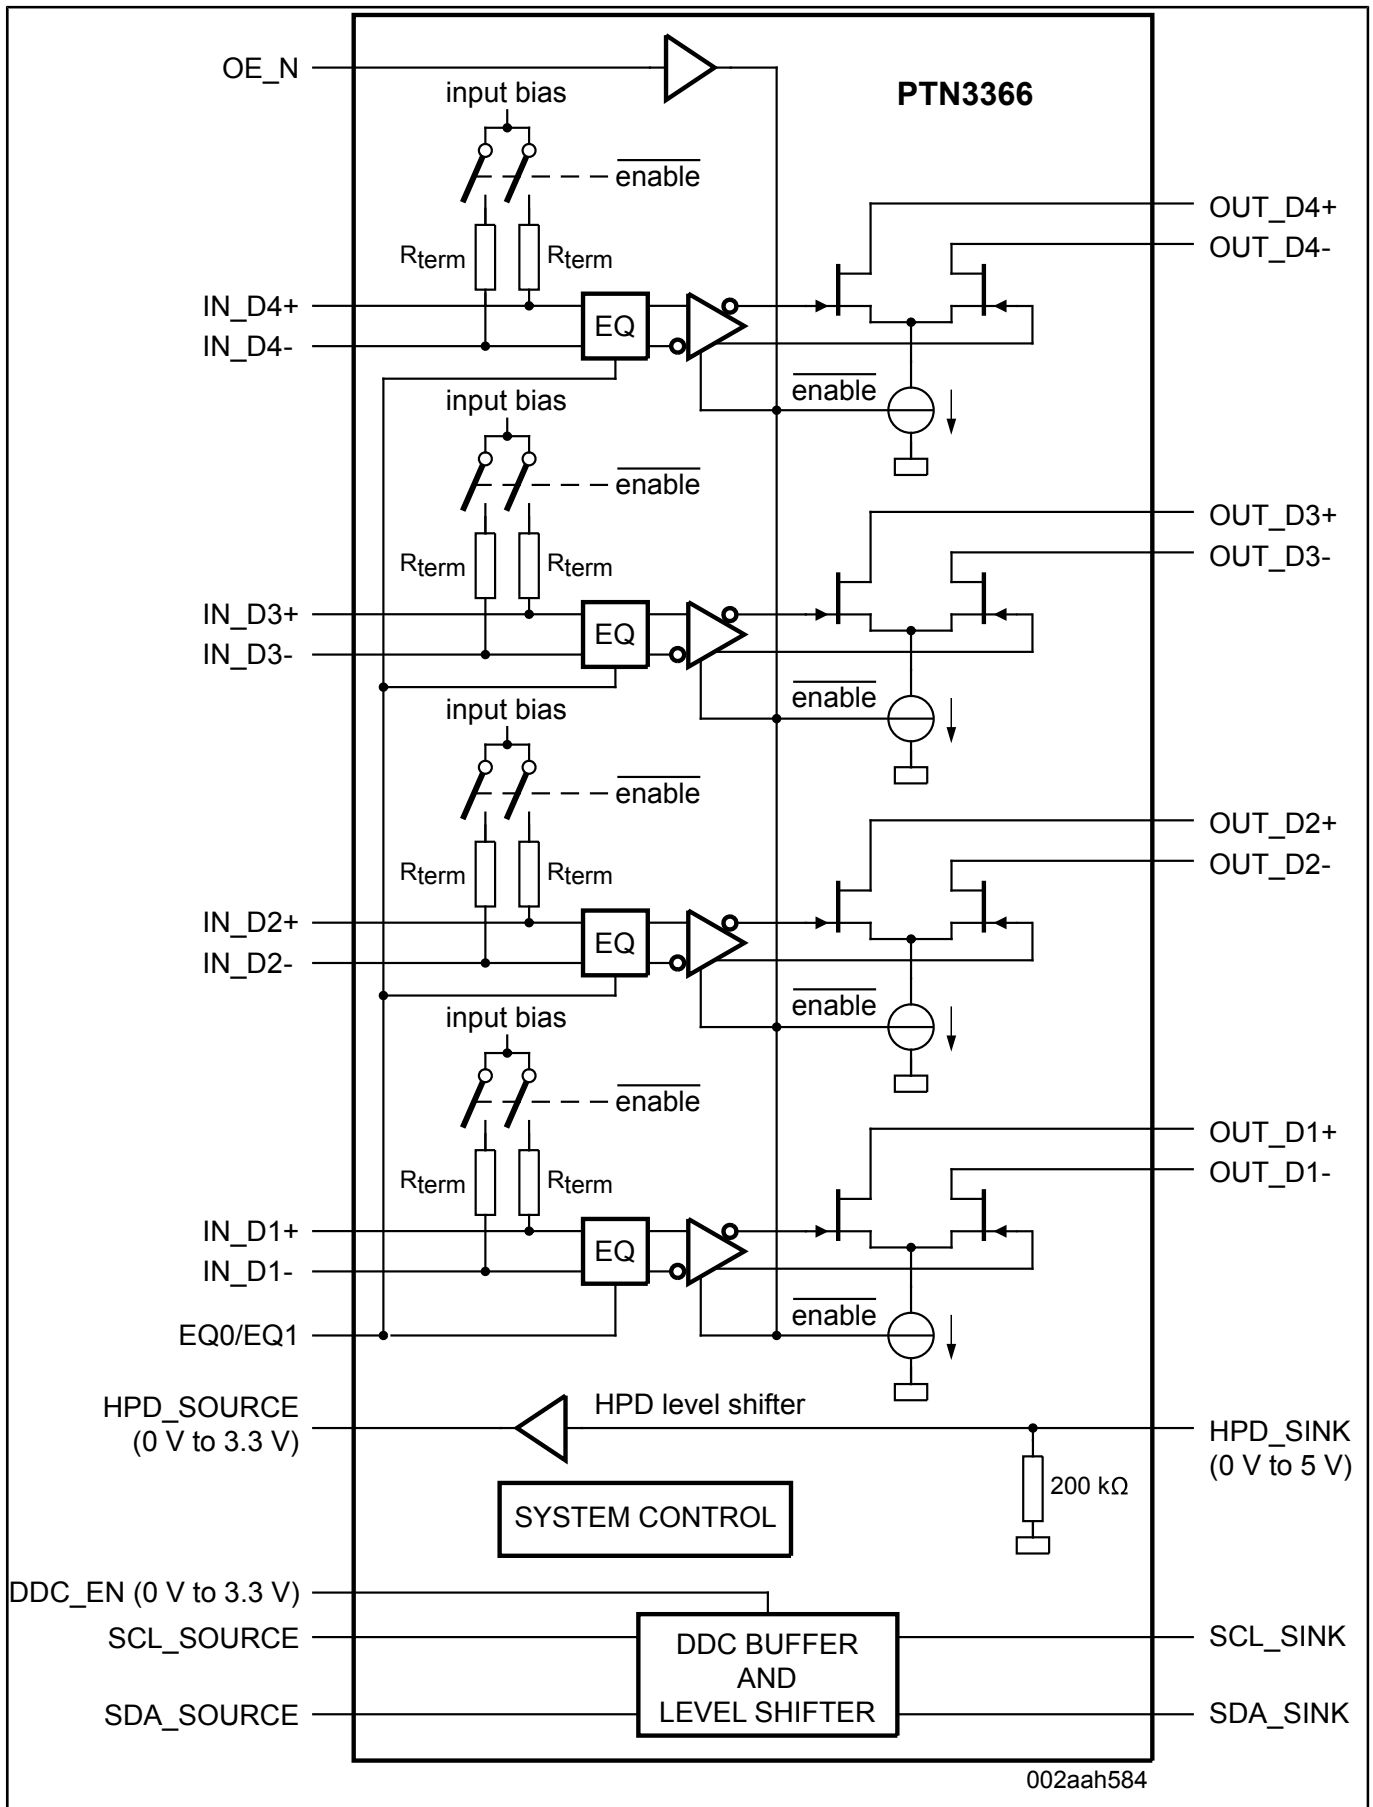 OE_N
input bias
PTN3366
enable
OUT_D4+
OUT_D4-
Rterm
Rterm
IN_D4+
IN_D4-
EQ
enable
input bias
enable
OUT_D3+
OUT_D3-
Rterm
Rterm
IN_D3+
IN_D3-
EQ
enable
input bias
enable
OUT_D2+
OUT_D2-
Rterm
Rterm
IN_D2+
IN_D2-
EQ
enable
input bias
enable
OUT_D1+
OUT_D1-
Rterm
Rterm
IN_D1+
IN_D1-
EQ
enable
EQ0/EQ1
HPD_SOURCE
(0 V to 3.3 V)
HPD level shifter
HPD_SINK
(0 V to 5 V)
200 kΩ
SYSTEM CONTROL
DDC_EN (0 V to 3.3 V)
SCL_SOURCE
SDA_SOURCE
DDC BUFFER
AND
LEVEL SHIFTER
SCL_SINK
SDA_SINK
002aah584